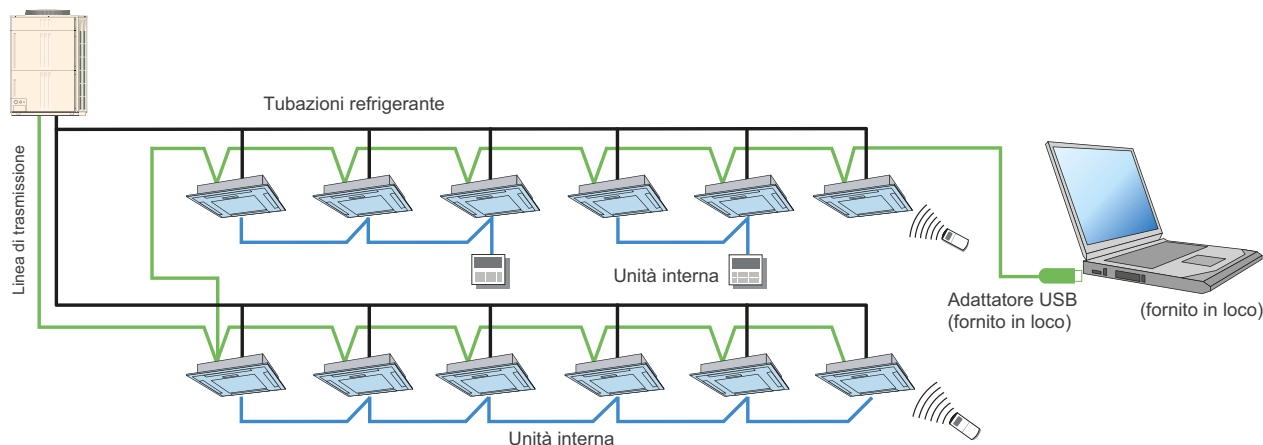 Tubazioni refrigerante
Linea di trasmissione
Unità interna
Adattatore USB
(fornito in loco)
(fornito in loco)
Unità interna